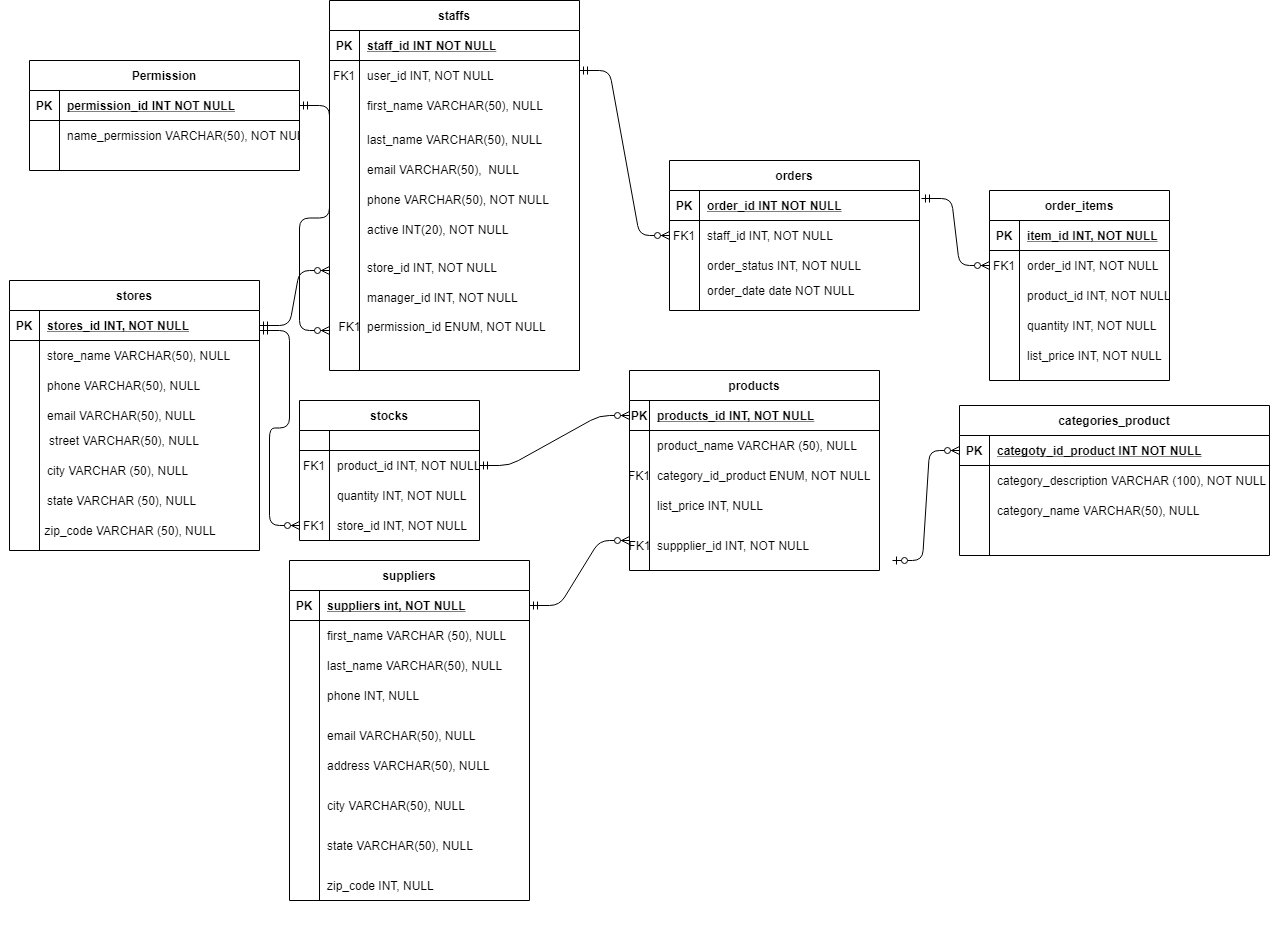 staffs
PK staff_id INT NOT NULL
FK1 user_id INT, NOT NULL
first_name VARCHAR(50), NULL
last_name VARCHAR(50), NULL
email VARCHAR(50),  NULL
phone VARCHAR(50), NOT NULL
active INT(20), NOT NULL
store_id INT, NOT NULL
manager_id INT, NOT NULL
FK1 permission_id ENUM, NOT NULL
Permission
PK permission_id INT NOT NULL
name_permission VARCHAR(50), NOT NUI
orders
PK order_id INT NOT NULL
FK1 staff_id INT, NOT NULL
order_status INT, NOT NULL
order_date date NOT NULL
order_items
PK item_id INT, NOT NULL
FK1 order_id INT, NOT NULL
product_id INT, NOT NULL
quantity INT, NOT NULL
list_price INT, NOT NULL
stores
PK stores_id INT, NOT NULL
store_name VARCHAR(50), NULL
phone VARCHAR(50), NULL
email VARCHAR(50), NULL
street VARCHAR(50), NULL
city VARCHAR (50), NULL
state VARCHAR (50), NULL
zip_code VARCHAR (50), NULL
stocks
FK1 product_id INT, NOT NULL
quantity INT, NOT NULL
FK1 store_id INT, NOT NULL
products
PK products_id INT, NOT NULL
product_name VARCHAR (50), NULL
FK1 category_id_product ENUM, NOT NULL
list_price INT, NULL
FK1 suppplier_id INT, NOT NULL
categories_product
PK categoty_id_product INT NOT NULL
category_description VARCHAR (100), NOT NULL
category_name VARCHAR(50), NULL
suppliers
PK suppliers int, NOT NULL
first_name VARCHAR (50), NULL
last_name VARCHAR(50), NULL
phone INT, NULL
email VARCHAR(50), NULL
address VARCHAR(50), NULL
city VARCHAR(50), NULL
state VARCHAR(50), NULL
zip_code INT, NULL